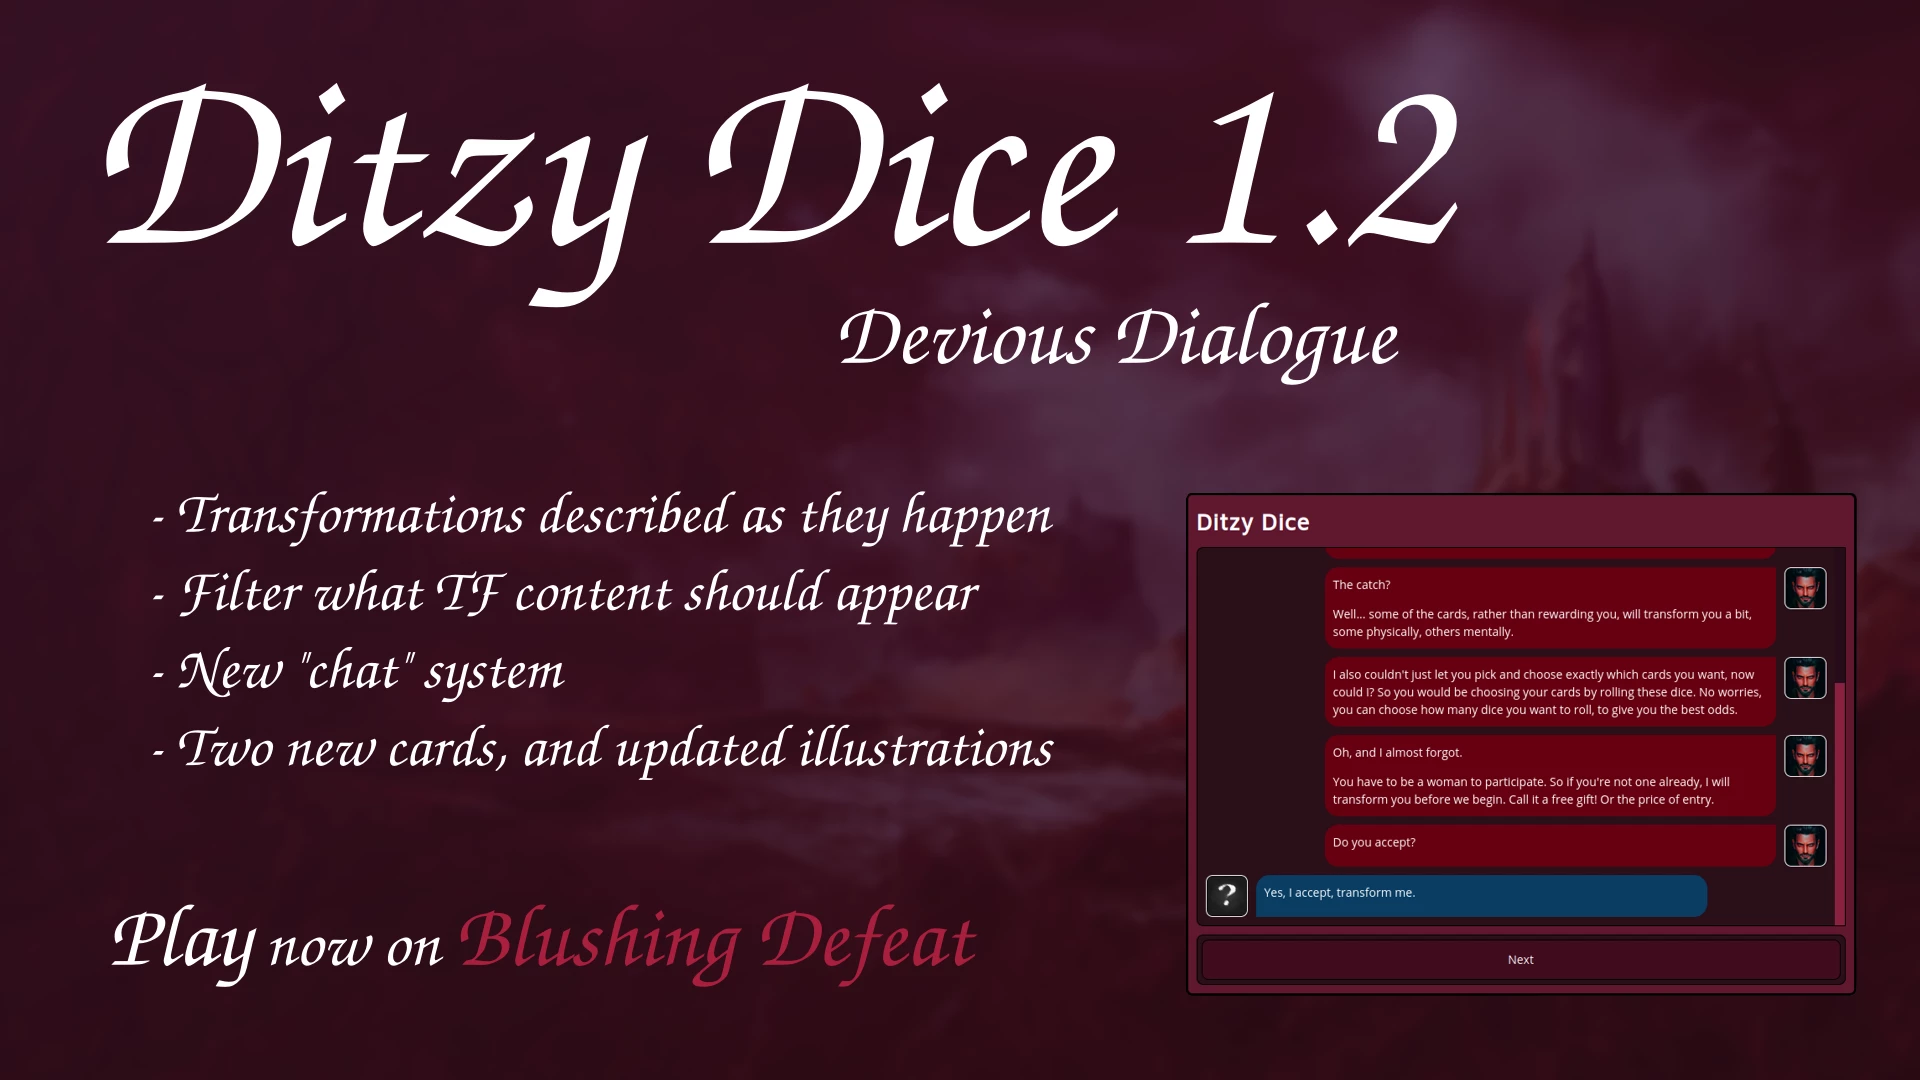 Ditzy Dice 1.2
Devious Dialogue
- Transformations described as they happen
- Filter what TF content should appear
- New "chat" system
- Two new cards, and updated illustrations
Play now on Blushing Defeat
Ditzy Dice
The catch?
Well... some of the cards, rather than rewarding you, will transform you a bit,
some physically, others mentally.
I also couldn't just let you pick and choose exactly which cards you want, now
could I? So you would be choosing your cards by rolling these dice. No worries,
you can choose how many dice you want to roll, to give you the best odds.
Oh, and I almost forgot.
You have to be a woman to participate. So if you're not one already, I will
transform you before we begin. Call it a free gift! Or the price of entry.
Do you accept?
?
Yes, I accept, transform me.
Next